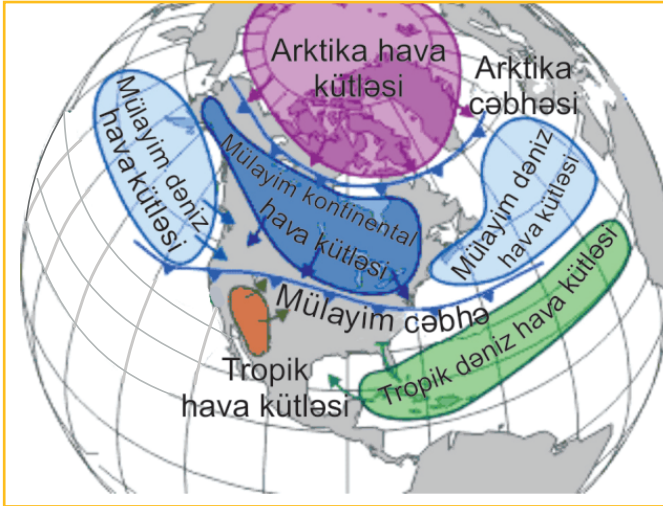 Arktika hava
kütləsi
Arktika
cəbhəsi
Mülayim dəniz
hava kütləsi
Mülayim kontinental
hava kütləsi
Mülayim dəniz
hava kütləsi
Mülayim cəbhə
Tropik
hava kütləsi
Tropik dəniz hava kütləsi